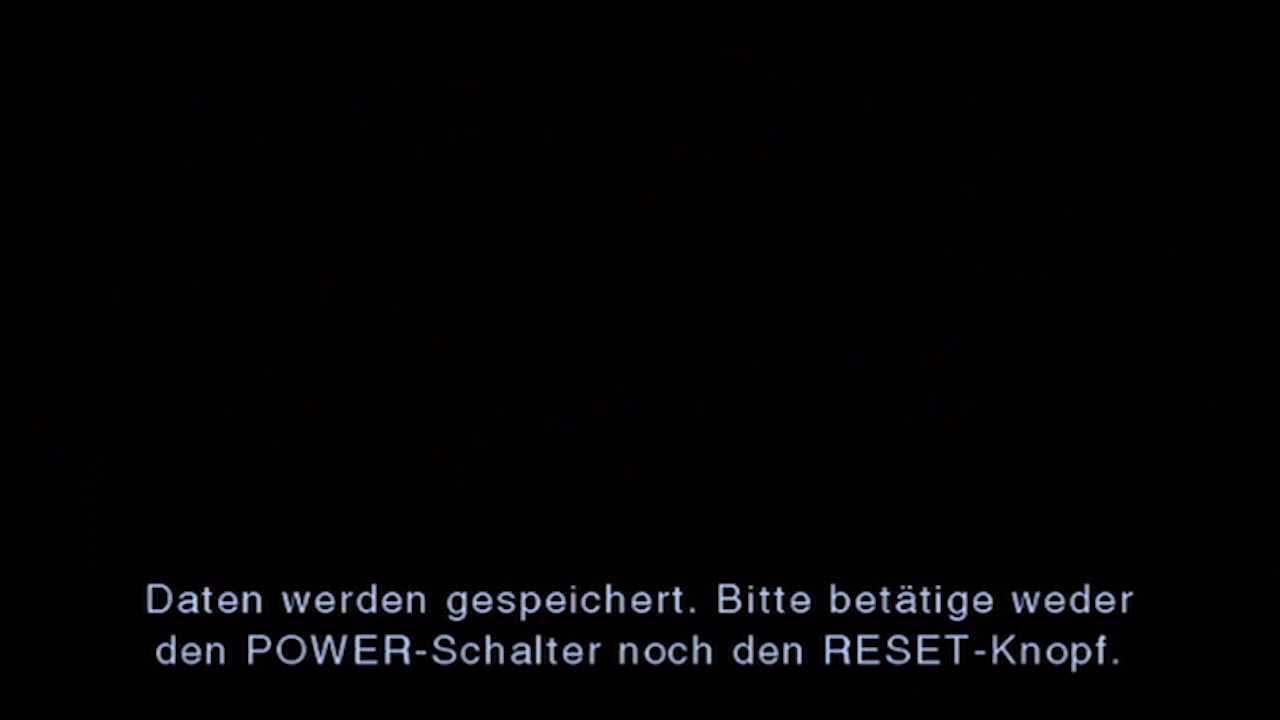 Daten werden gespeichert. Bitte betätige weder
den POWER-Schalter noch den RESET-Knopf.